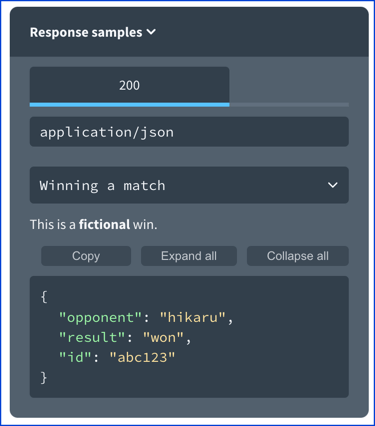 Response samples
200
application/json
Winning a match
This is a fictional win.
Copy Expand all Collapse all
{
"opponent": "hikaru",
"result": "won",
"id": "abc123"
}